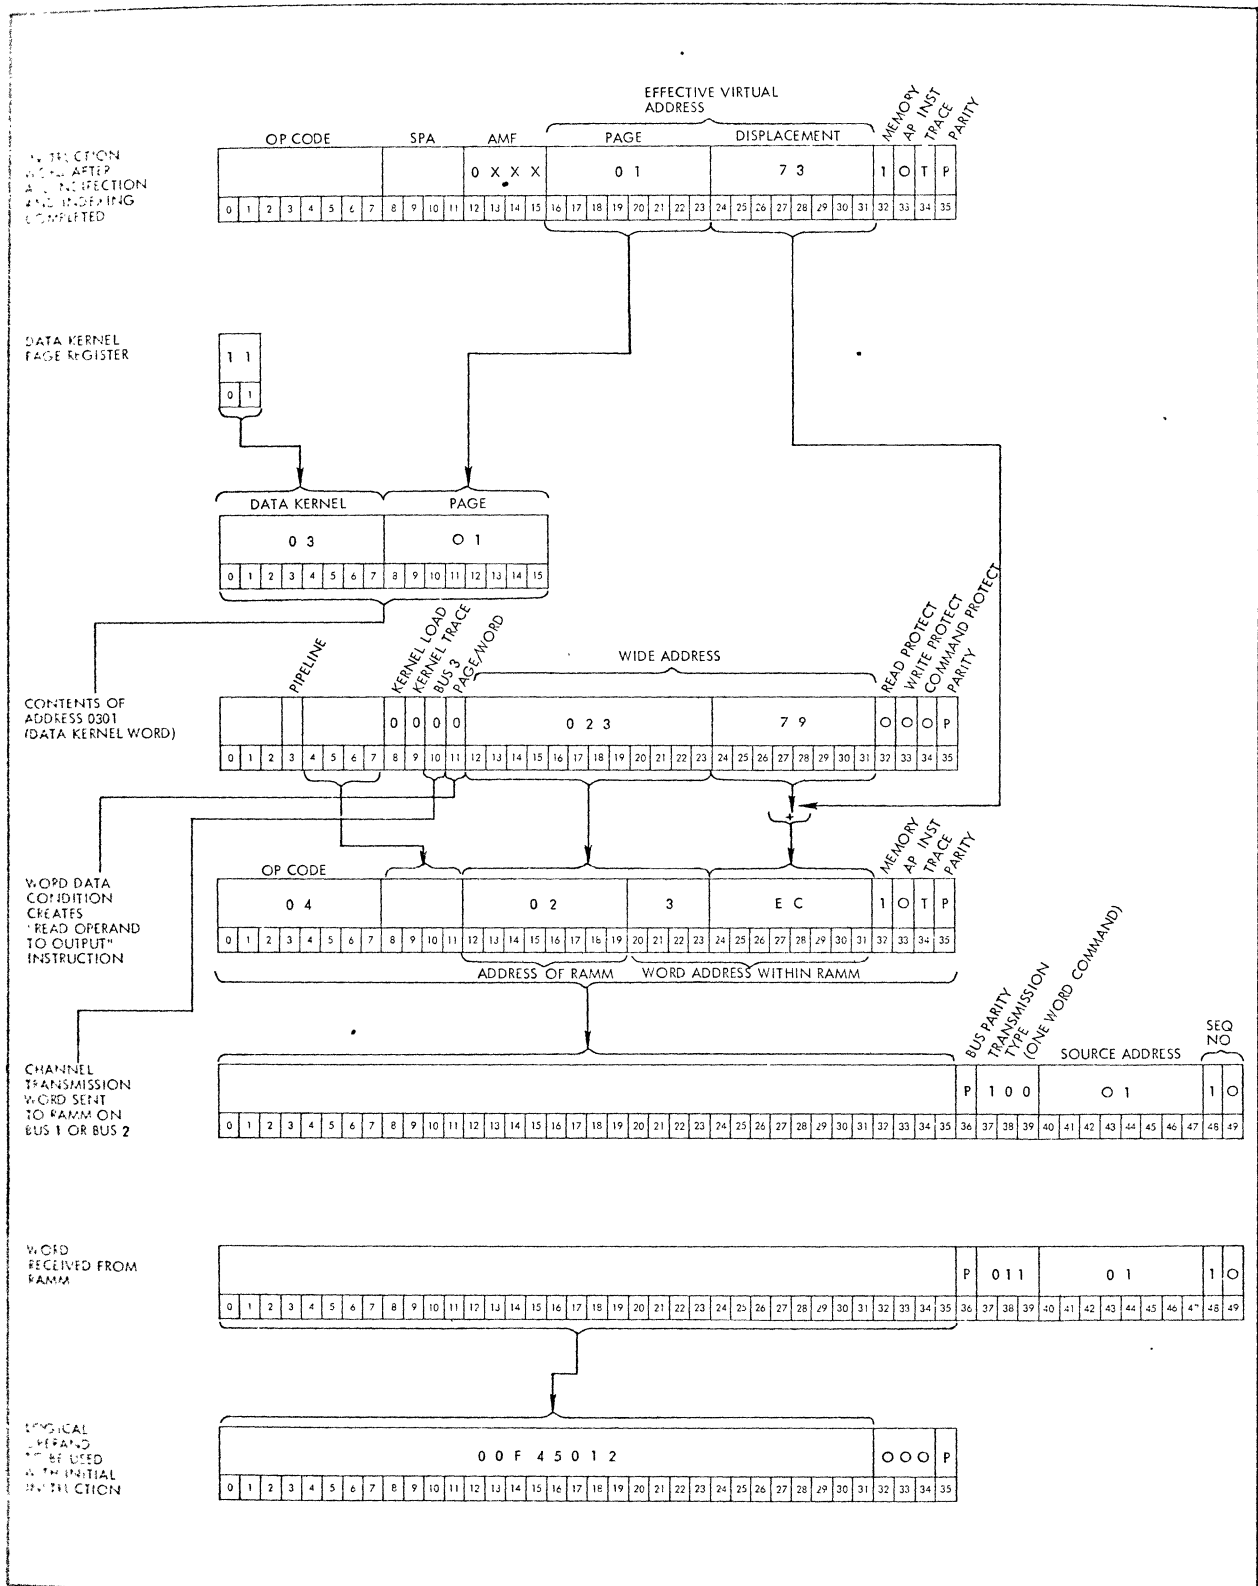 EFFECTIVE VIRTUAL
ADDRESS
OP CODE SPA AMF PAGE DISPLACEMENT MEMORY AP INST TRACE PARITY
AFTER
AND INDEXING
COMPLETED
0 X X X 0 1 7 3 1 O T P
0 1 2 3 4 5 6 7 8 9 10 11 12 13 14 15 16 17 18 19 20 21 22 23 24 25 26 27 28 29 30 31 32 33 34 35
DATA KERNEL
PAGE REGISTER
1 1
0 1
DATA KERNEL PAGE
0 3 O 1
0 1 2 3 4 5 6 7 8 9 10 11 12 13 14 15
PIPELINE KERNEL LOAD KERNEL TRACE BUS 3 PAGE/WORD WIDE ADDRESS READ PROTECT WRITE PROTECT COMMAND PROTECT PARITY
CONTENTS OF
ADDRESS 0301
(DATA KERNEL WORD)
0 0 0 0 0 2 3 7 9 O O O P
0 1 2 3 4 5 6 7 8 9 10 11 12 13 14 15 16 17 18 19 20 21 22 23 24 25 26 27 28 29 30 31 32 33 34 35
+
OP CODE MEMORY AP INST TRACE PARITY
WORD DATA
CONDITION
CREATES
"READ OPERAND
TO OUTPUT"
INSTRUCTION
0 4 0 2 3 E C 1 O T P
0 1 2 3 4 5 6 7 8 9 10 11 12 13 14 15 16 17 18 19 20 21 22 23 24 25 26 27 28 29 30 31 32 33 34 35
ADDRESS OF RAMM WORD ADDRESS WITHIN RAMM
BUS PARITY TRANSMISSION TYPE (ONE WORD COMMAND) SOURCE ADDRESS SEQ NO
CHANNEL
TRANSMISSION
WORD SENT
TO RAMM ON
BUS 1 OR BUS 2
P 1 0 0 O 1 1 O
0 1 2 3 4 5 6 7 8 9 10 11 12 13 14 15 16 17 18 19 20 21 22 23 24 25 26 27 28 29 30 31 32 33 34 35 36 37 38 39 40 41 42 43 44 45 46 47 48 49
WORD
RECEIVED FROM
RAMM
P 0 1 1 0 1 1 O
0 1 2 3 4 5 6 7 8 9 10 11 12 13 14 15 16 17 18 19 20 21 22 23 24 25 26 27 28 29 30 31 32 33 34 35 36 37 38 39 40 41 42 43 44 45 46 48 49
TO BE USED
WITH INITIAL
0 0 F 4 5 0 1 2 O O O P
0 1 2 3 4 5 6 7 8 9 10 11 12 13 14 15 16 17 18 19 20 21 22 23 24 25 26 27 28 29 30 31 32 33 34 35